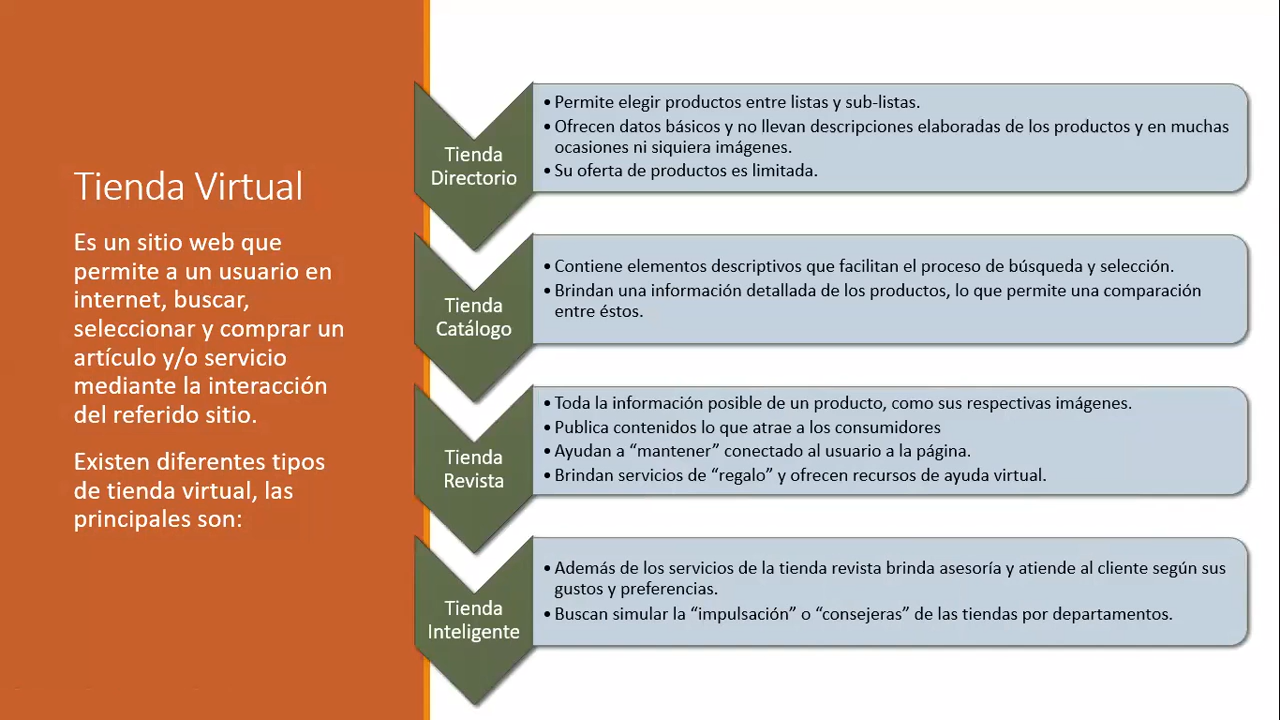 Tienda Virtual
Es un sitio web que
permite a un usuario en
internet, buscar,
seleccionar y comprar un
artículo y/o servicio
mediante la interacción
del referido sitio.
Existen diferentes tipos
de tienda virtual, las
principales son:
Tienda
Directorio
• Permite elegir productos entre listas y sub-listas.
• Ofrecen datos básicos y no llevan descripciones elaboradas de los productos y en muchas
ocasiones ni siquiera imágenes.
• Su oferta de productos es limitada.
Tienda
Catálogo
• Contiene elementos descriptivos que facilitan el proceso de búsqueda y selección.
• Brindan una información detallada de los productos, lo que permite una comparación
entre éstos.
Tienda
Revista
• Toda la información posible de un producto, como sus respectivas imágenes.
• Publica contenidos lo que atrae a los consumidores
• Ayudan a “mantener” conectado al usuario a la página.
• Brindan servicios de “regalo” y ofrecen recursos de ayuda virtual.
Tienda
Inteligente
• Además de los servicios de la tienda revista brinda asesoría y atiende al cliente según sus
gustos y preferencias.
• Buscan simular la “impulsación” o “consejeras” de las tiendas por departamentos.